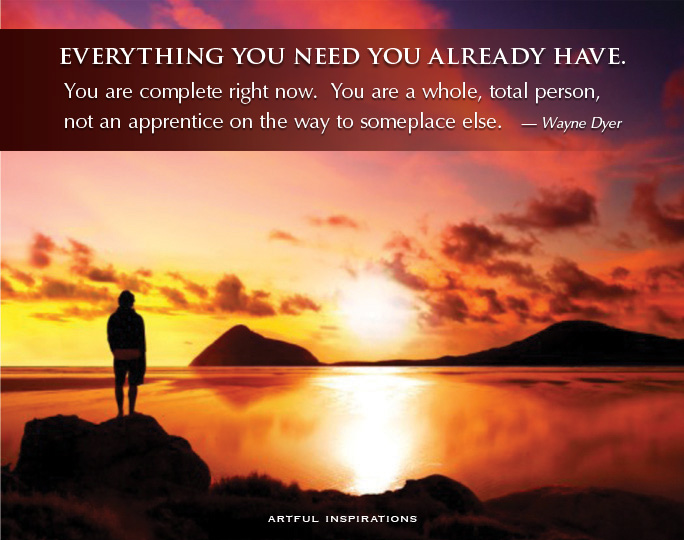 EVERYTHING YOU NEED YOU ALREADY HAVE.
You are complete right now. You are a whole, total person,
not an apprentice on the way to someplace else. — Wayne Dyer
ARTFUL INSPIRATIONS